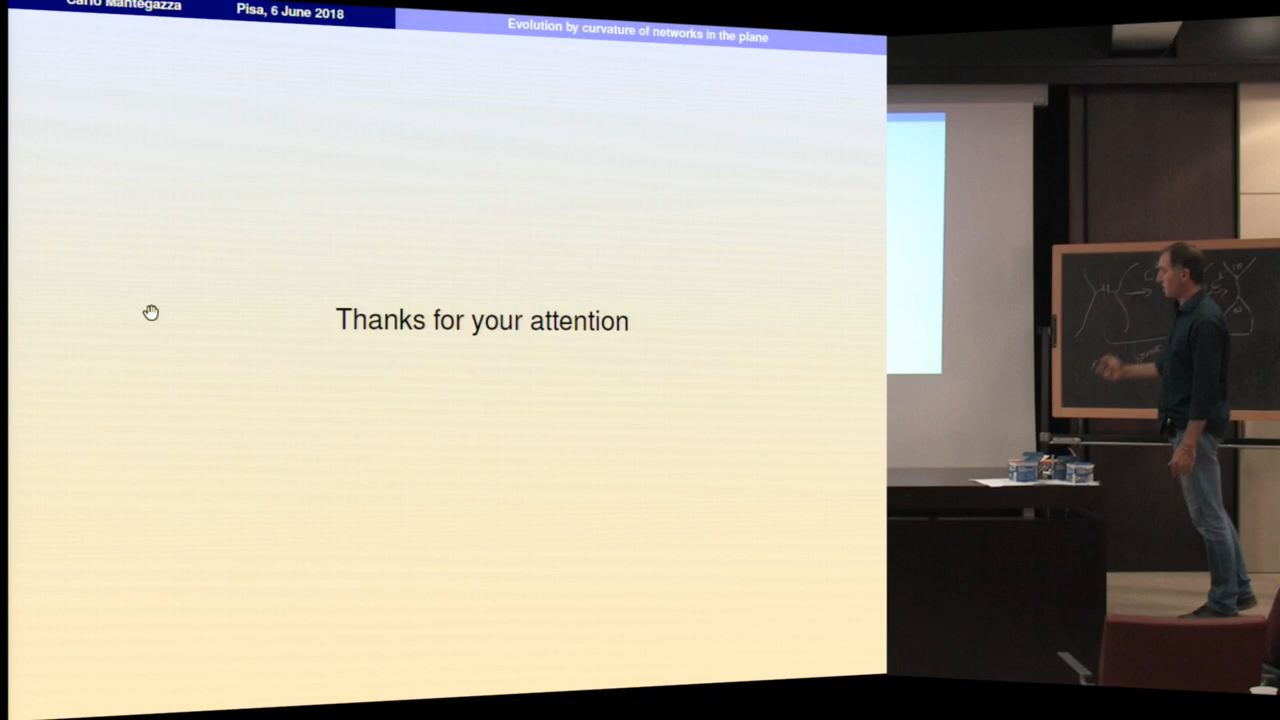 Carlo Mantegazza
Pisa, 6 June 2018
Evolution by curvature of networks in the plane
Thanks for your attention